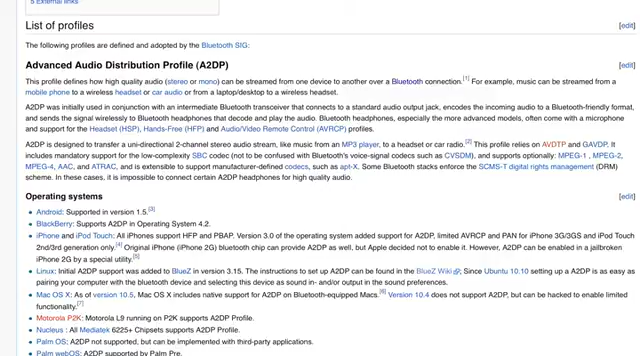 5 External links
List of profiles [edit]
The following profiles are defined and adopted by the Bluetooth SIG:
Advanced Audio Distribution Profile (A2DP) [edit]
This profile defines how high quality audio (stereo or mono) can be streamed from one device to another over a Bluetooth connection.[1] For example, music can be streamed from a
mobile phone to a wireless headset or car audio or from a laptop/desktop to a wireless headset.
A2DP was initially used in conjunction with an intermediate Bluetooth transceiver that connects to a standard audio output jack, encodes the incoming audio to a Bluetooth-friendly format,
and sends the signal wirelessly to Bluetooth headphones that decode and play the audio. Bluetooth headphones, especially the more advanced models, often come with a microphone
and support for the Headset (HSP), Hands-Free (HFP) and Audio/Video Remote Control (AVRCP) profiles.
A2DP is designed to transfer a uni-directional 2-channel stereo audio stream, like music from an MP3 player, to a headset or car radio.[2] This profile relies on AVDTP and GAVDP. It
includes mandatory support for the low-complexity SBC codec (not to be confused with Bluetooth's voice-signal codecs such as CVSDM), and supports optionally: MPEG-1 , MPEG-2,
MPEG-4, AAC, and ATRAC, and is extensible to support manufacturer-defined codecs, such as apt-X. Some Bluetooth stacks enforce the SCMS-T digital rights management (DRM)
scheme. In these cases, it is impossible to connect certain A2DP headphones for high quality audio.
Operating systems [edit]
Android: Supported in version 1.5.[3]
BlackBerry: Supports A2DP in Operating System 4.2.
iPhone and iPod Touch: All iPhones support HFP and PBAP. Version 3.0 of the operating system added support for A2DP, limited AVRCP and PAN for iPhone 3G/3GS and iPod Touch
2nd/3rd generation only.[4] Original iPhone (iPhone 2G) bluetooth chip can provide A2DP as well, but Apple decided not to enable it. However, A2DP can be enabled in a jailbroken
iPhone 2G by a special utility.[5]
Linux: Initial A2DP support was added to BlueZ in version 3.15. The instructions to set up A2DP can be found in the BlueZ Wiki; Since Ubuntu 10.10 setting up a A2DP is as easy as
pairing your computer with the bluetooth device and selecting this device as sound in- and/or output in the sound preferences.
Mac OS X: As of version 10.5, Mac OS X includes native support for A2DP on Bluetooth-equipped Macs.[6] Version 10.4 does not support A2DP, but can be hacked to enable limited
functionality.[7]
Motorola P2K: Motorola L9 running on P2K supports A2DP Profile.
Nucleus : All Mediatek 6225+ Chipsets supports A2DP Profile.
Palm OS: A2DP not supported, but can be implemented with third-party applications.
Palm webOS: A2DP supported by Palm Pre.